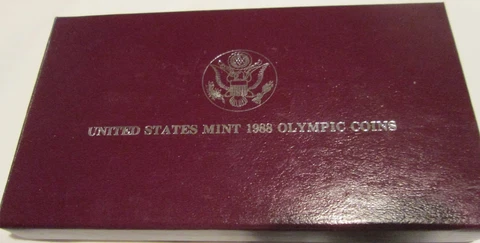 UNITED STATES MINT 1988 OLYMPIC COINS